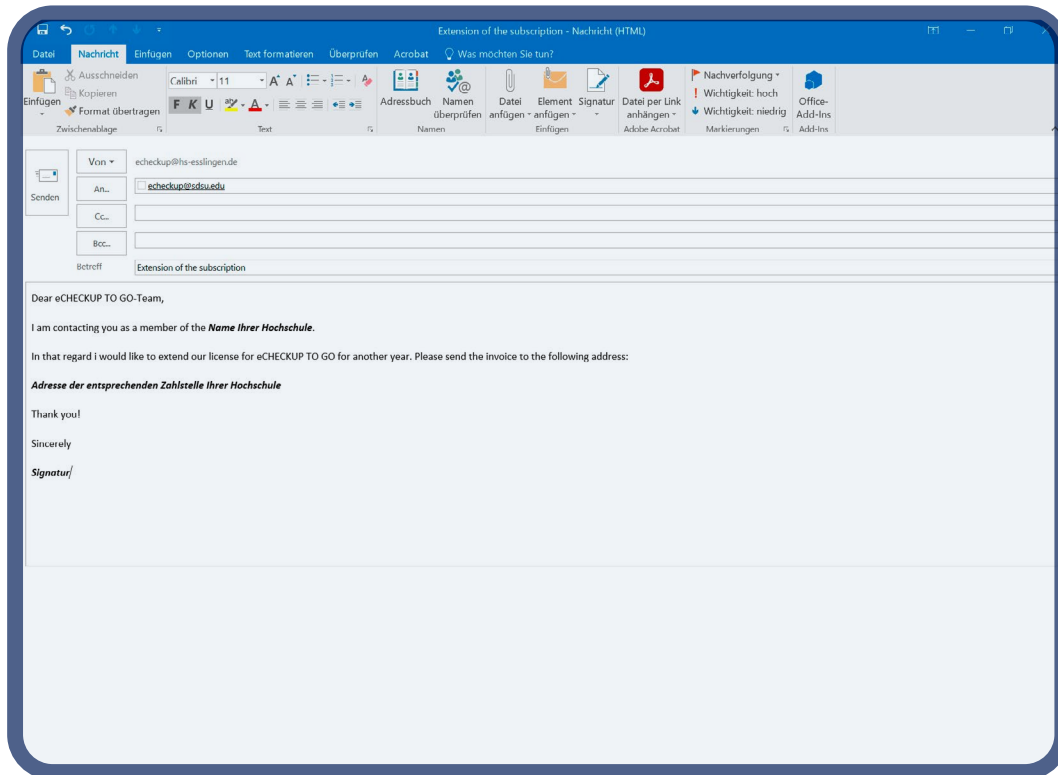 Extension of the subscription - Nachricht (HTML)
Datei Nachricht Einfügen Optionen Text formatieren Überprüfen Acrobat Was möchten Sie tun?
Einfügen
Ausschneiden
Kopieren
Format übertragen
Zwischenablage
Calibri 11
F K U
Text
Adressbuch
Namen überprüfen
Namen
Datei anfügen
Element anfügen
Signatur
Einfügen
Datei per Link anhängen
Adobe Acrobat
Nachverfolgung
Wichtigkeit: hoch
Wichtigkeit: niedrig
Markierungen
Office-Add-Ins
Add-Ins
Senden
Von echeckup@hs-esslingen.de
An... echeckup@sdsu.edu
Cc...
Bcc...
Betreff Extension of the subscription
Dear eCHECKUP TO GO-Team,
I am contacting you as a member of the Name Ihrer Hochschule.
In that regard i would like to extend our license for eCHECKUP TO GO for another year. Please send the invoice to the following address:
Adresse der entsprechenden Zahlstelle Ihrer Hochschule
Thank you!
Sincerely
Signatur